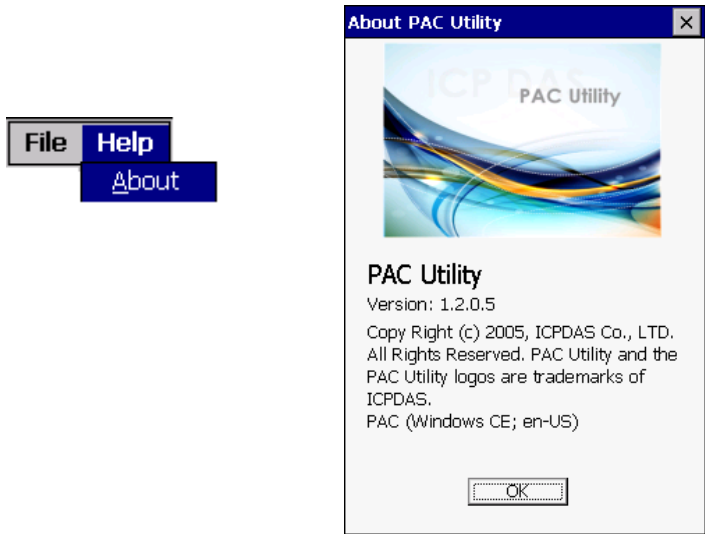 File Help
About
About PAC Utility
ICP DAS
PAC Utility
PAC Utility
Version: 1.2.0.5
Copy Right (c) 2005, ICPDAS Co., LTD.
All Rights Reserved. PAC Utility and the
PAC Utility logos are trademarks of
ICPDAS.
PAC (Windows CE; en-US)
OK